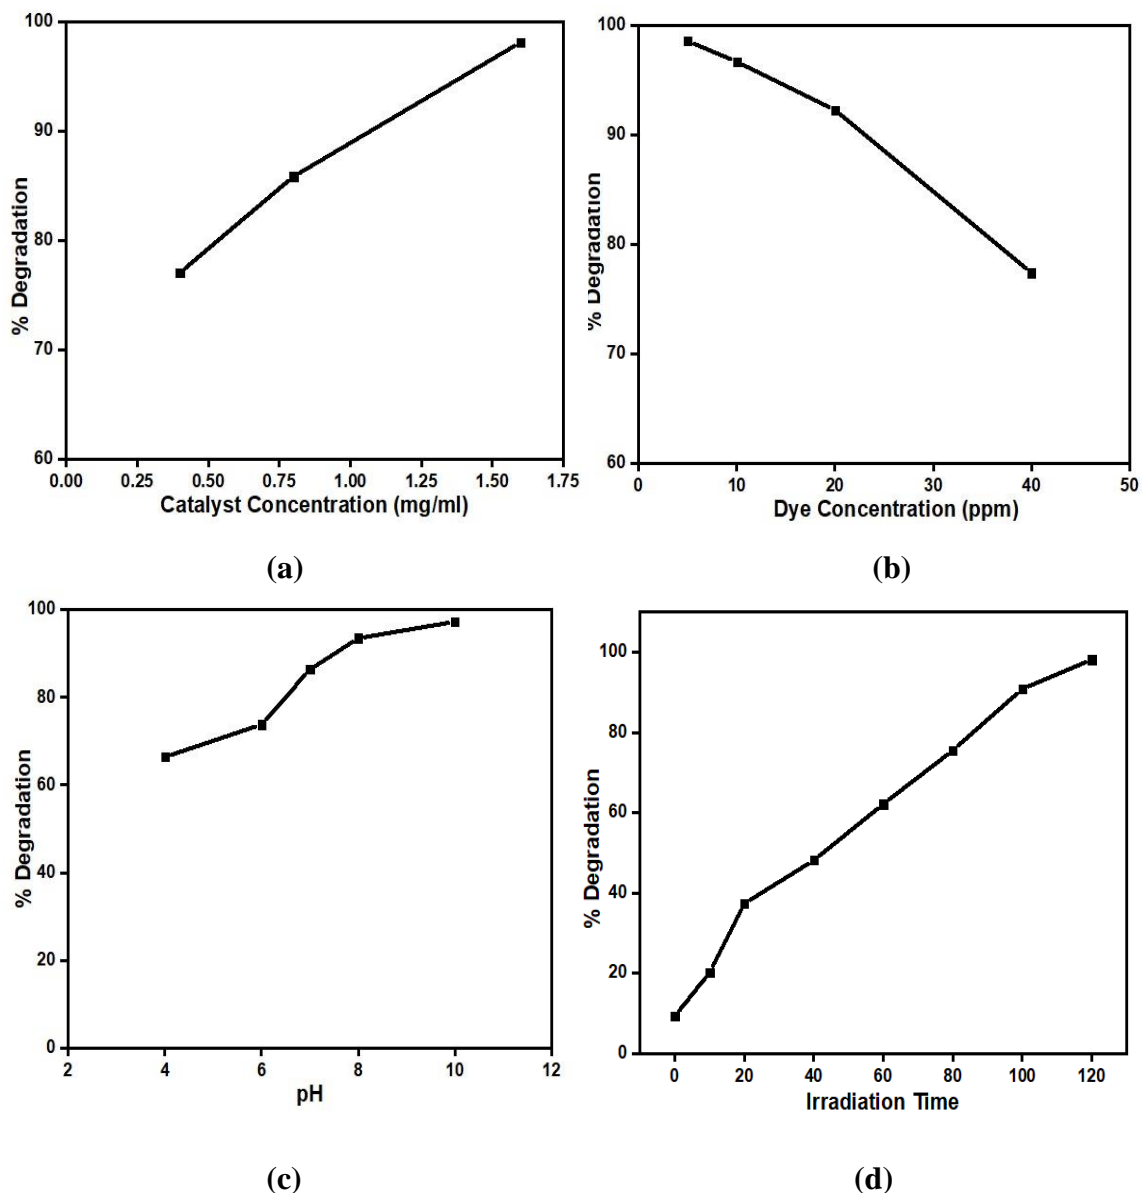 100
90
80
70
60
% Degradation
0.00 0.25 0.50 0.75 1.00 1.25 1.50 1.75
Catalyst Concentration (mg/ml)
(a)
100
90
80
70
60
% Degradation
0 10 20 30 40 50
Dye Concentration (ppm)
(b)
100
80
60
40
20
0
% Degradation
2 4 6 8 10 12
pH
(c)
100
80
60
40
20
0
% Degradation
0 20 40 60 80 100 120
Irradiation Time
(d)